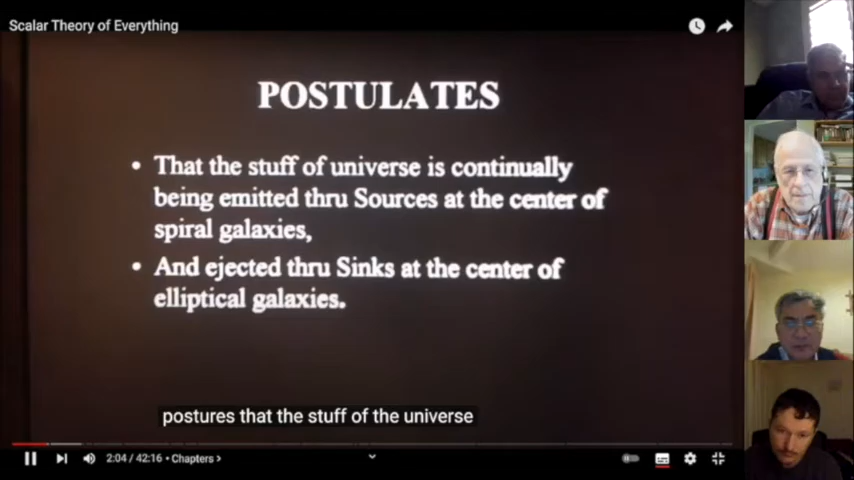 Scalar Theory of Everything
POSTULATES
• That the stuff of universe is continually
being emitted thru Sources at the center of
spiral galaxies,
• And ejected thru Sinks at the center of
elliptical galaxies.
postures that the stuff of the universe
2:04 / 42:16 • Chapters >